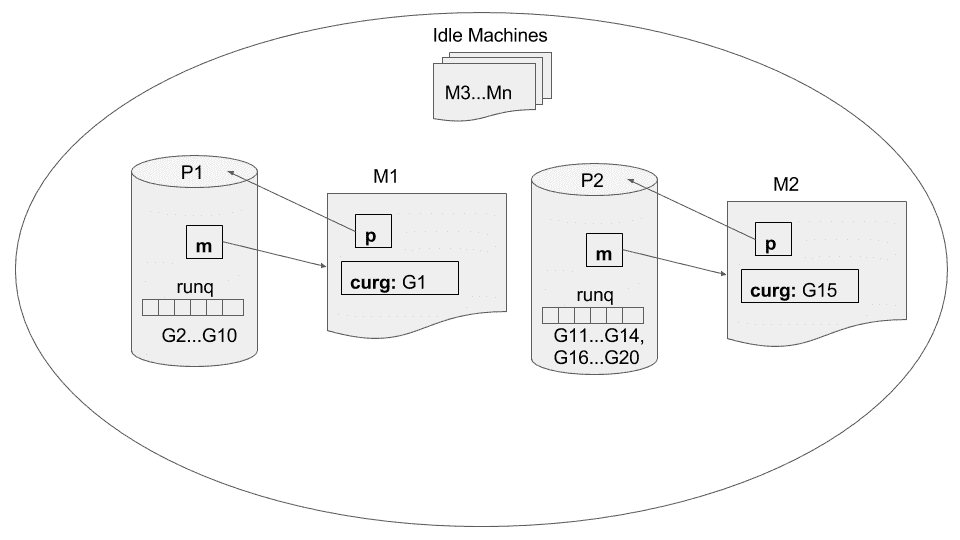 Idle Machines
M3...Mn
P1
m
runq
G2...G10
M1
p
curg: G1
P2
m
runq
G11...G14,
G16...G20
M2
p
curg: G15